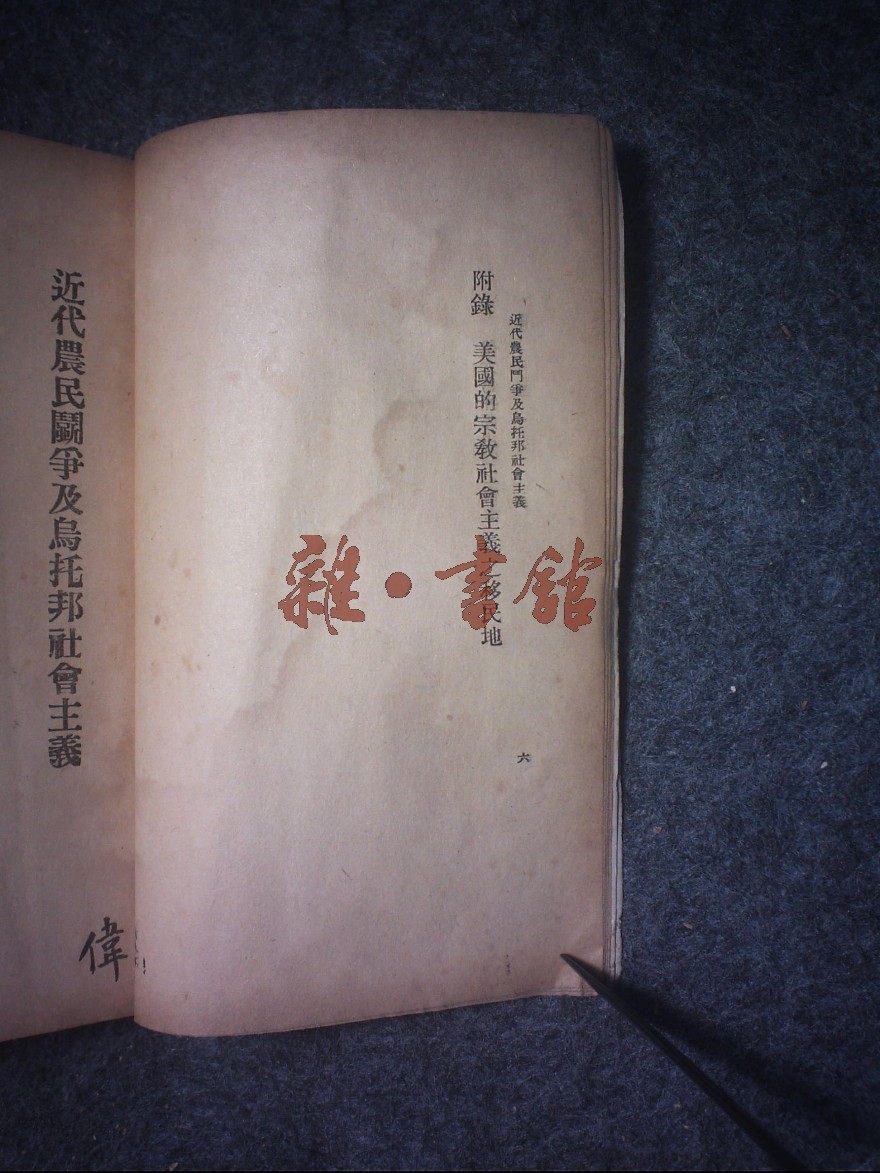 近代農民鬥爭及烏托邦社會主義
附錄　美國的宗教社會主義之移民地
六
近代農民鬭爭及烏托邦社會主義
偉
雜·書館